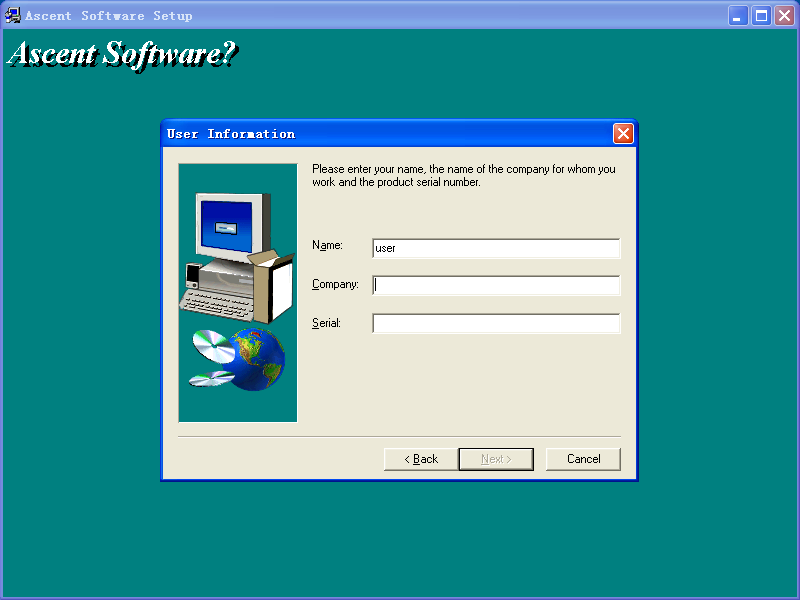 Ascent Software Setup
Ascent Software?
User Information
Please enter your name, the name of the company for whom you
work and the product serial number.
Name:
user
Company:
Serial:
< Back
Next >
Cancel